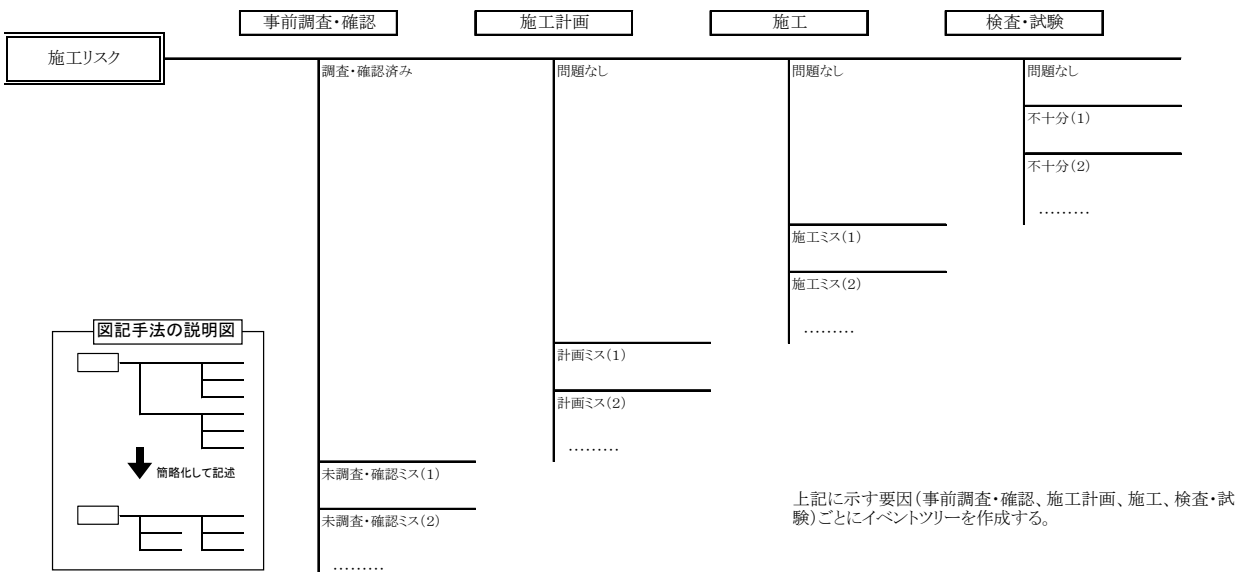 事前調査・確認
施工計画
施工
検査・試験
施工リスク
調査・確認済み
問題なし
問題なし
問題なし
不十分(1)
不十分(2)
………
施工ミス(1)
施工ミス(2)
………
計画ミス(1)
計画ミス(2)
………
未調査・確認ミス(1)
未調査・確認ミス(2)
………
図記手法の説明図
簡略化して記述
上記に示す要因(事前調査・確認、施工計画、施工、検査・試
験)ごとにイベントツリーを作成する。